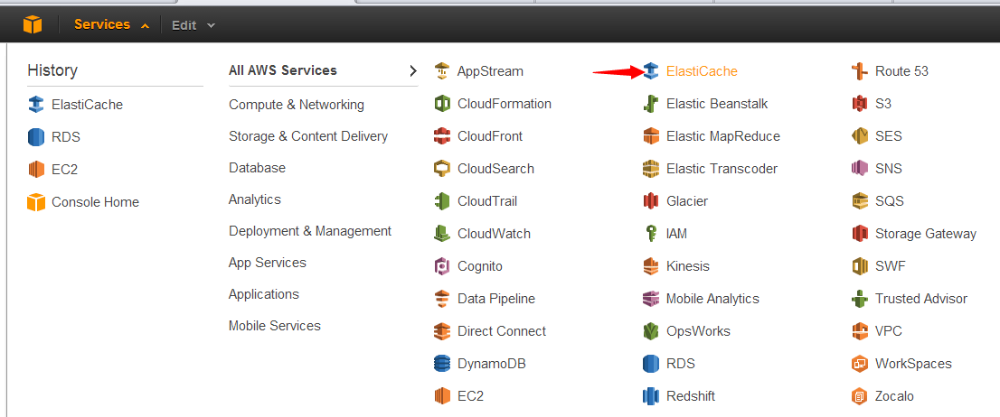 Services Edit
History
ElastiCache
RDS
EC2
Console Home
All AWS Services
Compute & Networking
Storage & Content Delivery
Database
Analytics
Deployment & Management
App Services
Applications
Mobile Services
AppStream
CloudFormation
CloudFront
CloudSearch
CloudTrail
CloudWatch
Cognito
Data Pipeline
Direct Connect
DynamoDB
EC2
ElastiCache
Elastic Beanstalk
Elastic MapReduce
Elastic Transcoder
Glacier
IAM
Kinesis
Mobile Analytics
OpsWorks
RDS
Redshift
Route 53
S3
SES
SNS
SQS
Storage Gateway
SWF
Trusted Advisor
VPC
WorkSpaces
Zocalo